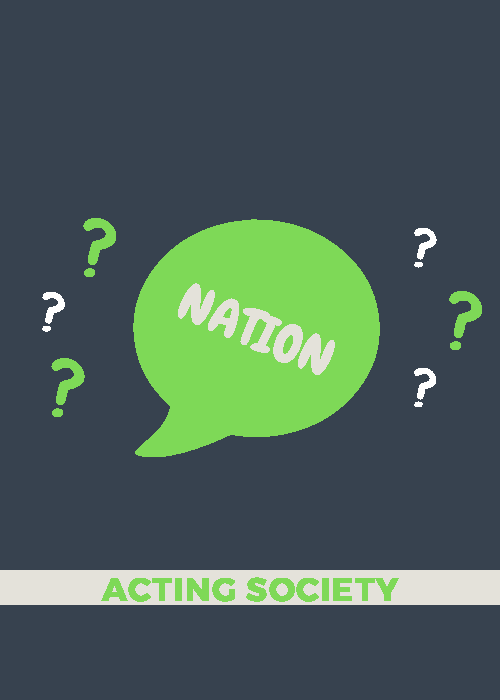 ? ?
? NATION ?
? ?
ACTING SOCIETY